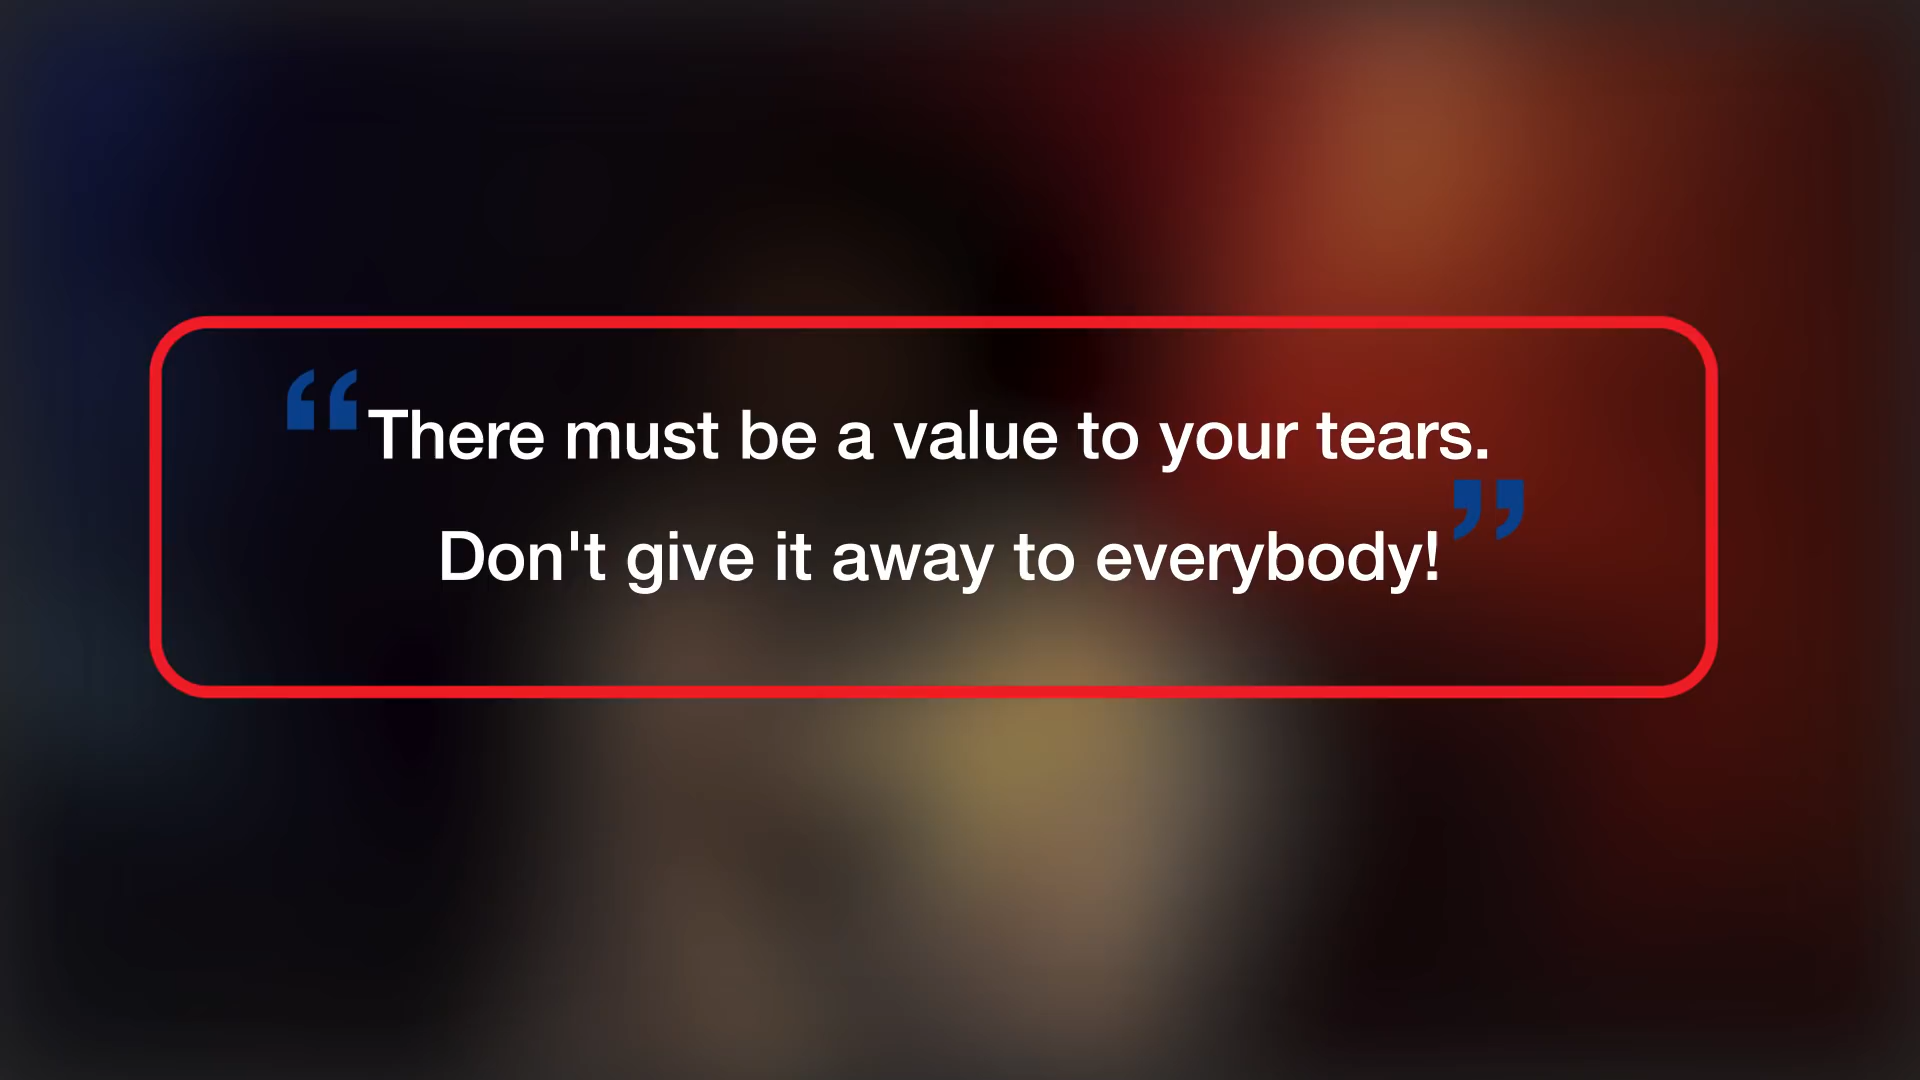 “There must be a value to your tears.
Don't give it away to everybody!”